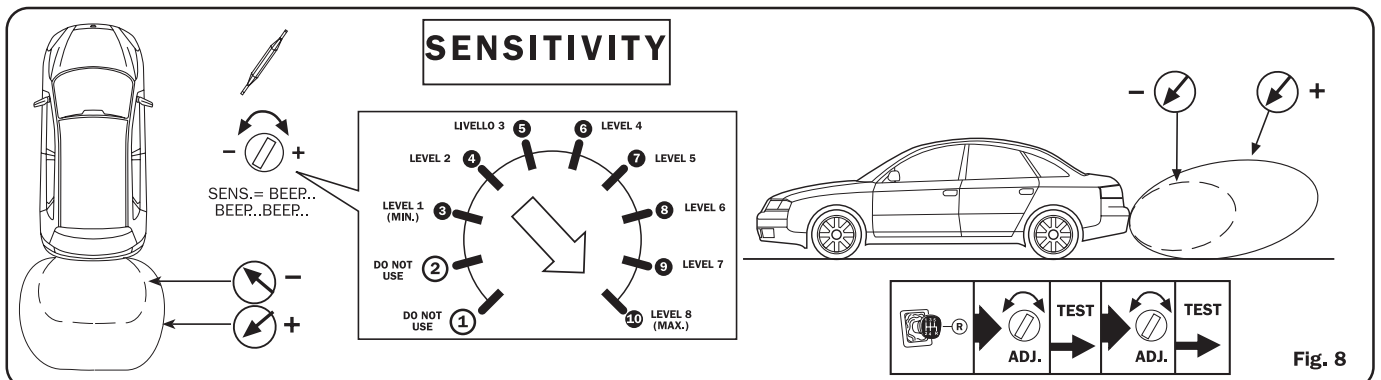 SENSITIVITY
- +
SENS.= BEEP...
BEEP..BEEP...
-
+
LIVELLO 3 5
6 LEVEL 4
LEVEL 2 4
7 LEVEL 5
LEVEL 1
(MIN.) 3
8 LEVEL 6
DO NOT
USE 2
9 LEVEL 7
DO NOT
USE 1
10 LEVEL 8
(MAX.)
- +
R
ADJ.
TEST
ADJ.
TEST
Fig. 8